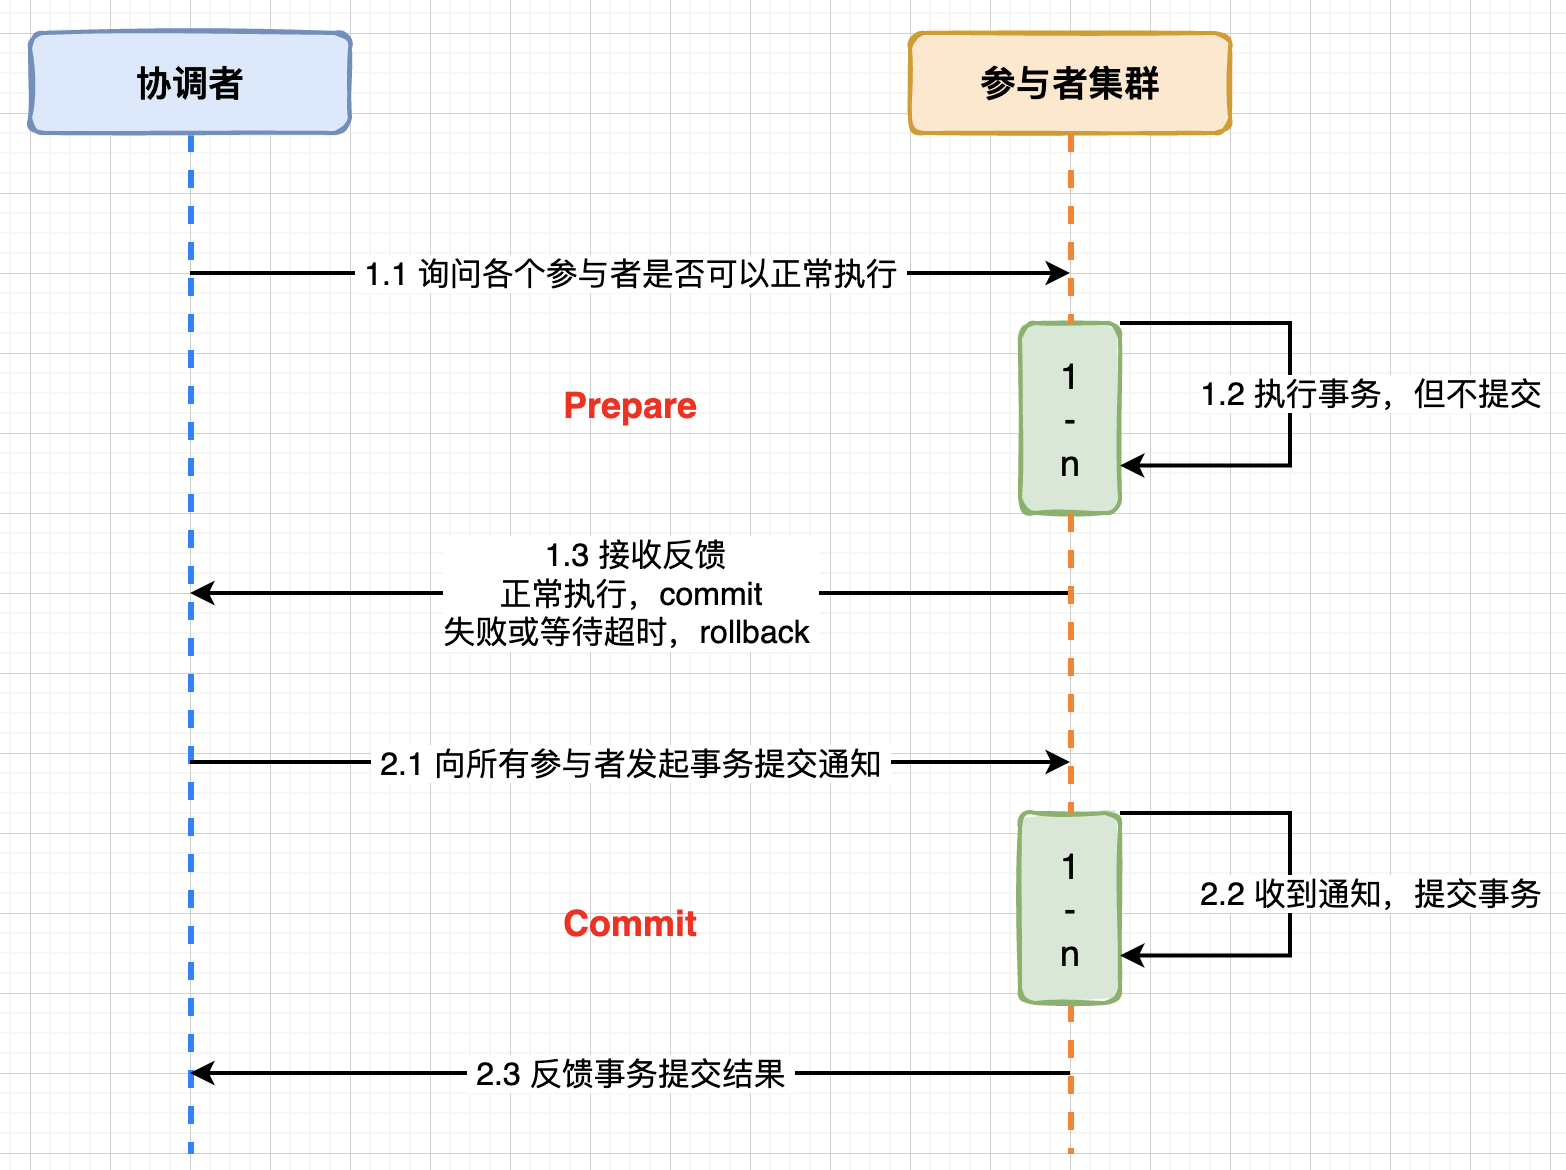 协调者
参与者集群
1.1 询问各个参与者是否可以正常执行
1
-
n
1.2 执行事务，但不提交
Prepare
1.3 接收反馈
正常执行，commit
失败或等待超时，rollback
2.1 向所有参与者发起事务提交通知
1
-
n
2.2 收到通知，提交事务
Commit
2.3 反馈事务提交结果